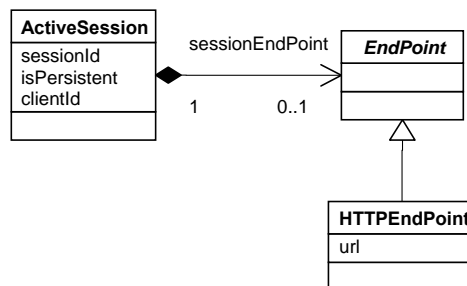 ActiveSession
sessionId
isPersistent
clientId
sessionEndPoint
1
0..1
EndPoint
HTTPEndPoint
url